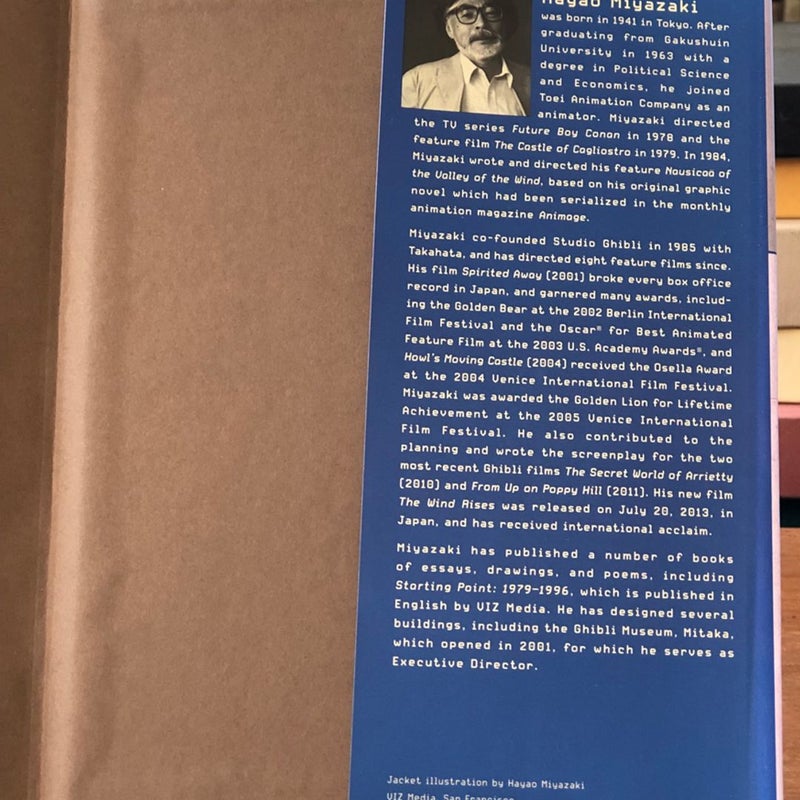 Hayao Miyazaki
was born in 1941 in Tokyo. After
graduating from Gakushuin
University in 1963 with a
degree in Political Science
and Economics, he joined
Toei Animation Company as an
animator. Miyazaki directed
the TV series Future Boy Conan in 1978 and the
feature film The Castle of Cagliostro in 1979. In 1984,
Miyazaki wrote and directed his feature Nausicaä of
the Valley of the Wind, based on his original graphic
novel which had been serialized in the monthly
animation magazine Animage.
Miyazaki co-founded Studio Ghibli in 1985 with
Takahata, and has directed eight feature films since.
His film Spirited Away (2001) broke every box office
record in Japan, and garnered many awards, includ-
ing the Golden Bear at the 2002 Berlin International
Film Festival and the Oscar® for Best Animated
Feature Film at the 2003 U.S. Academy Awards®, and
Howl's Moving Castle (2004) received the Osella Award
at the 2004 Venice International Film Festival.
Miyazaki was awarded the Golden Lion for Lifetime
Achievement at the 2005 Venice International
Film Festival. He also contributed to the
planning and wrote the screenplay for the two
most recent Ghibli films The Secret World of Arrietty
(2010) and From Up on Poppy Hill (2011). His new film
The Wind Rises was released on July 20, 2013, in
Japan, and has received international acclaim.
Miyazaki has published a number of books
of essays, drawings, and poems, including
Starting Point: 1979–1996, which is published in
English by VIZ Media. He has designed several
buildings, including the Ghibli Museum, Mitaka,
which opened in 2001, for which he serves as
Executive Director.
Jacket illustration by Hayao Miyazaki
VIZ Media, San Francisco